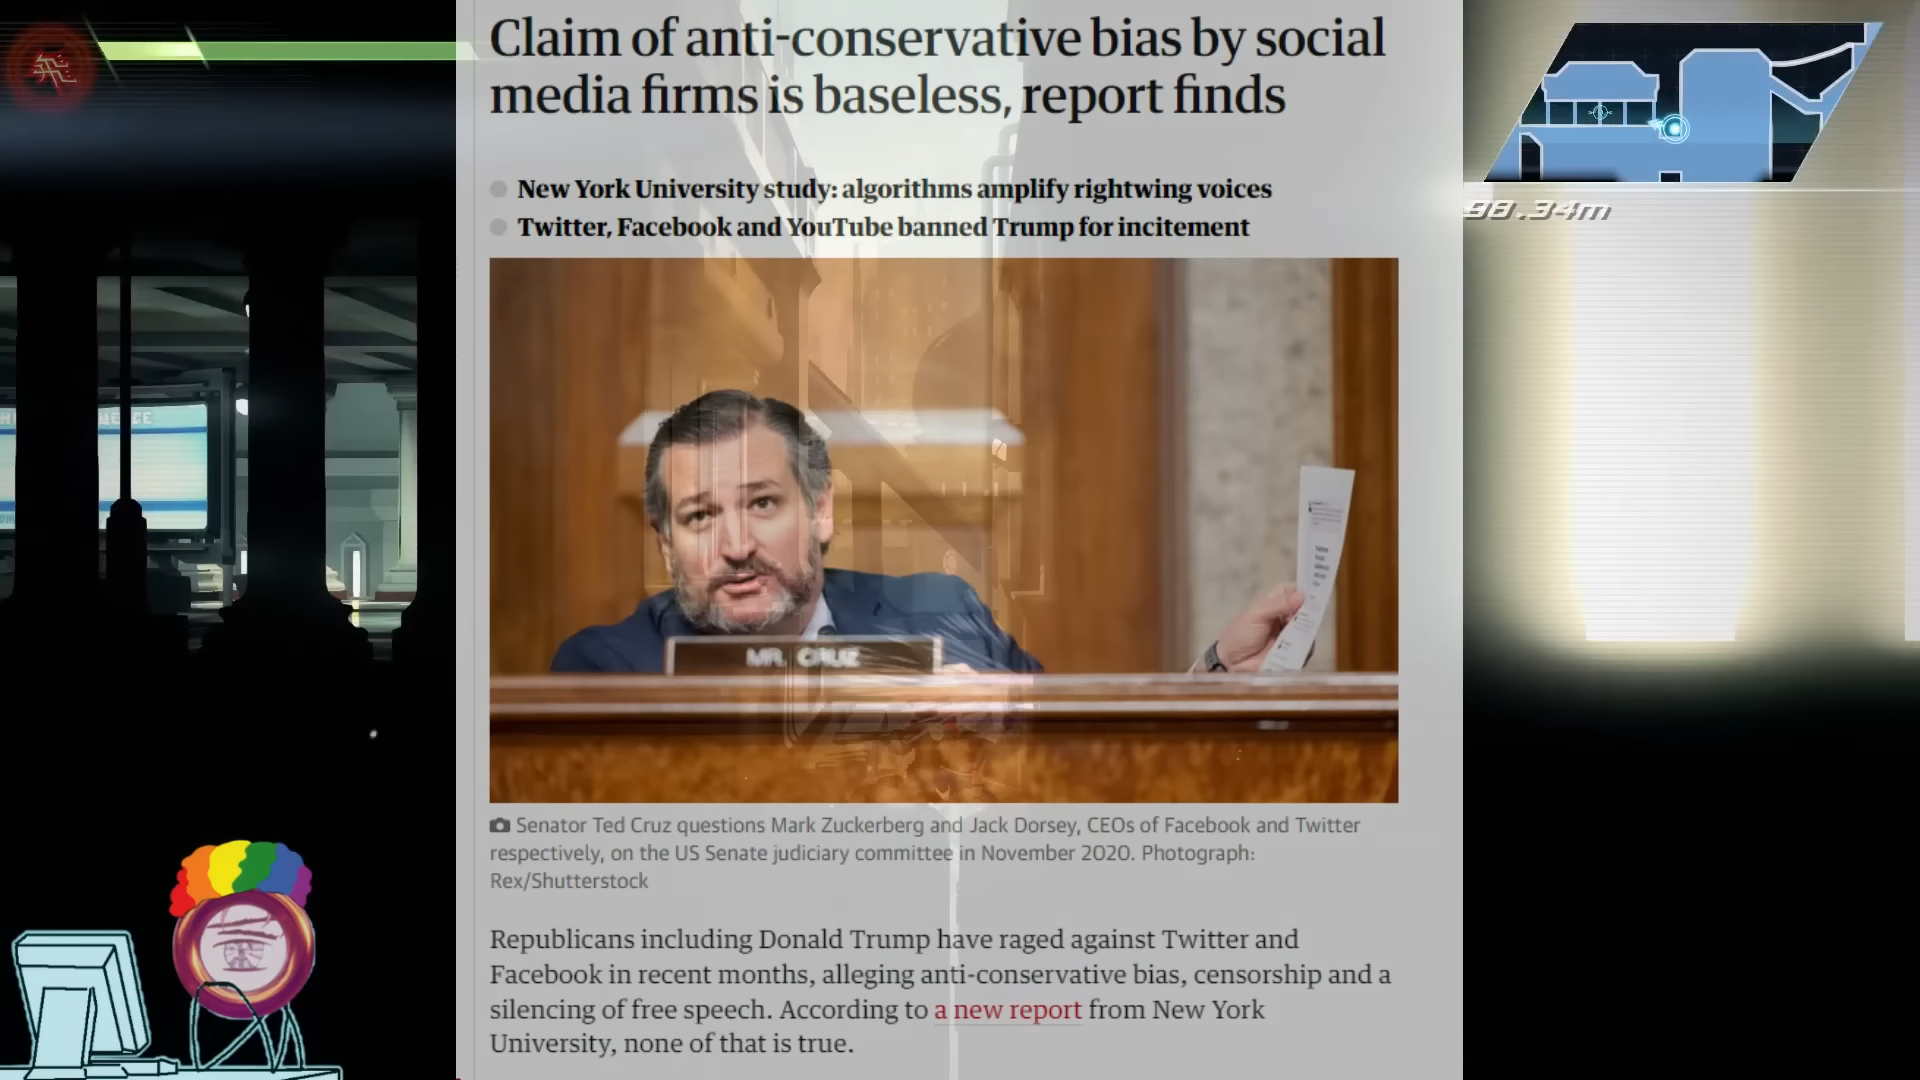 Claim of anti-conservative bias by social
media firms is baseless, report finds
New York University study: algorithms amplify rightwing voices
Twitter, Facebook and YouTube banned Trump for incitement
98.34m
MR. CRUZ
Senator Ted Cruz questions Mark Zuckerberg and Jack Dorsey, CEOs of Facebook and Twitter
respectively, on the US Senate judiciary committee in November 2020. Photograph:
Rex/Shutterstock
Republicans including Donald Trump have raged against Twitter and
Facebook in recent months, alleging anti-conservative bias, censorship and a
silencing of free speech. According to a new report from New York
University, none of that is true.